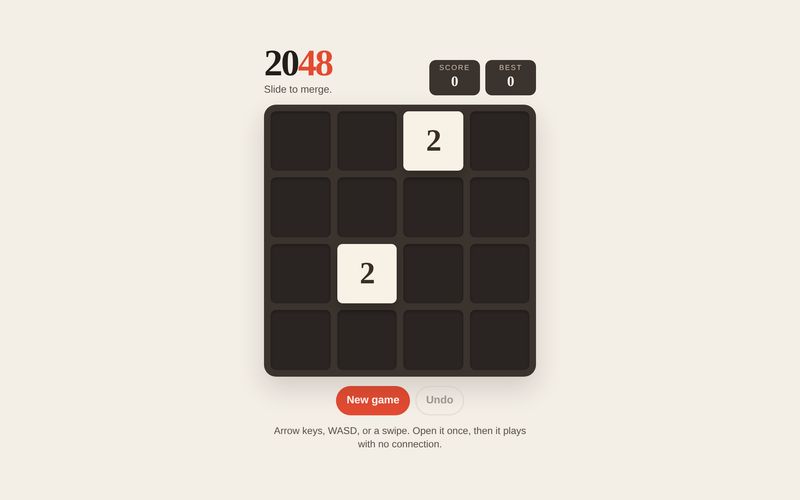 2048
Slide to merge.
SCORE
0
BEST
0
2
2
New game
Undo
Arrow keys, WASD, or a swipe. Open it once, then it plays
with no connection.